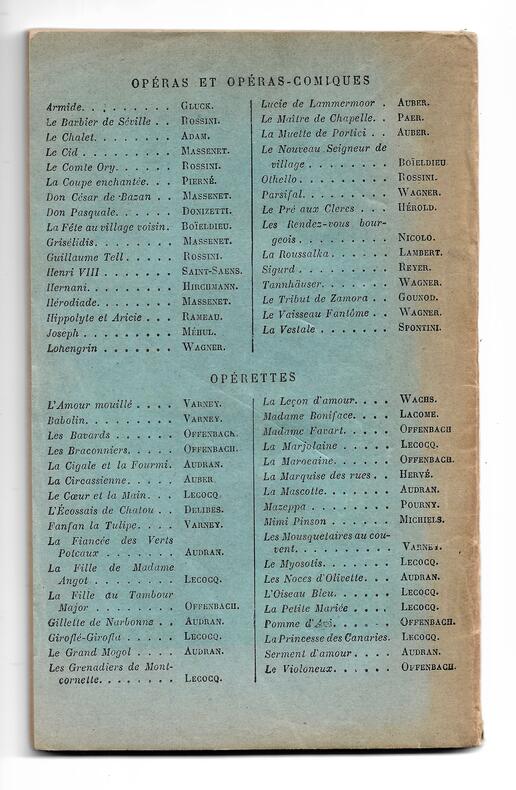 OPÉRAS ET OPÉRAS-COMIQUES
Armide. . . . . . . . . GLUCK.
Le Barbier de Séville . . ROSSINI.
Le Chalet. . . . . . . . ADAM.
Le Cid . . . . . . . . . MASSENET.
Le Comte Ory. . . . . . ROSSINI.
La Coupe enchantée. . . PIERNÉ.
Don César de Bazan . . MASSENET.
Don Pasquale. . . . . . DONIZETTI.
La Fête au village voisin. BOÏELDIEU.
Grisélidis. . . . . . . . MASSENET.
Guillaume Tell . . . . . ROSSINI.
Henri VIII . . . . . . . SAINT-SAENS.
Hernani. . . . . . . . . HIRCHMANN.
Hérodiade. . . . . . . . MASSENET.
Hippolyte et Aricie . . . RAMEAU.
Joseph . . . . . . . . . MÉHUL.
Lohengrin . . . . . . . WAGNER.
Lucie de Lammermoor . AUBER.
Le Maître de Chapelle. . PAER.
La Muette de Portici . . AUBER.
Le Nouveau Seigneur de
village . . . . . . . . BOÏELDIEU
Othello. . . . . . . . . ROSSINI.
Parsifal. . . . . . . . . WAGNER.
Le Pré aux Clercs . . . HÉROLD.
Les Rendez-vous bour-
geois . . . . . . . . . NICOLO.
La Roussalka . . . . . . LAMBERT.
Sigurd . . . . . . . . . REYER.
Tannhäuser. . . . . . . WAGNER.
Le Tribut de Zamora . . GOUNOD.
Le Vaisseau Fantôme . . WAGNER.
La Vestale . . . . . . . SPONTINI.
OPÉRETTES
L'Amour mouillé . . . . VARNEY.
Babolin. . . . . . . . . VARNEY.
Les Bavards . . . . . . OFFENBACH.
Les Braconniers. . . . . OFFENBACH.
La Cigale et la Fourmi. AUDRAN.
La Circassienne. . . . . AUBER
Le Cœur et la Main. . . LECOCQ
L'Écossais de Chatou . . DELIBES.
Fanfan la Tulipe. . . . VARNEY.
La Fiancée des Verts
Poteaux . . . . . . . AUDRAN.
La Fille de Madame
Angot . . . . . . . . LECOCQ.
La Fille du Tambour
Major . . . . . . . . OFFENBACH.
Gillette de Narbonne . . AUDRAN.
Giroflé-Girofla . . . . . LECOCQ.
Le Grand Mogol . . . . AUDRAN.
Les Grenadiers de Mont-
cornette. . . . . . . . LECOCQ.
La Leçon d'amour. . . . WACHS.
Madame Boniface. . . . LACOME.
Madame Favart. . . . . OFFENBACH
La Marjolaine . . . . . LECOCQ.
La Marocaine. . . . . . OFFENBACH.
La Marquise des rues . . HERVÉ.
La Mascotte. . . . . . . AUDRAN.
Mazeppa . . . . . . . . POURNY.
Mimi Pinson . . . . . . MICHIELS.
Les Mousquetaires au cou-
vent. . . . . . . . . . VARNEY.
Le Myosotis. . . . . . . LECOCQ.
Les Noces d'Olivette. . . AUDRAN.
L'Oiseau Bleu. . . . . . LECOCQ.
La Petite Mariée . . . . LECOCQ.
Pomme d'Api. . . . . . OFFENBACH.
La Princesse des Canaries. LECOCQ.
Serment d'amour . . . . AUDRAN.
Le Violoneux. . . . . . OFFENBACH.